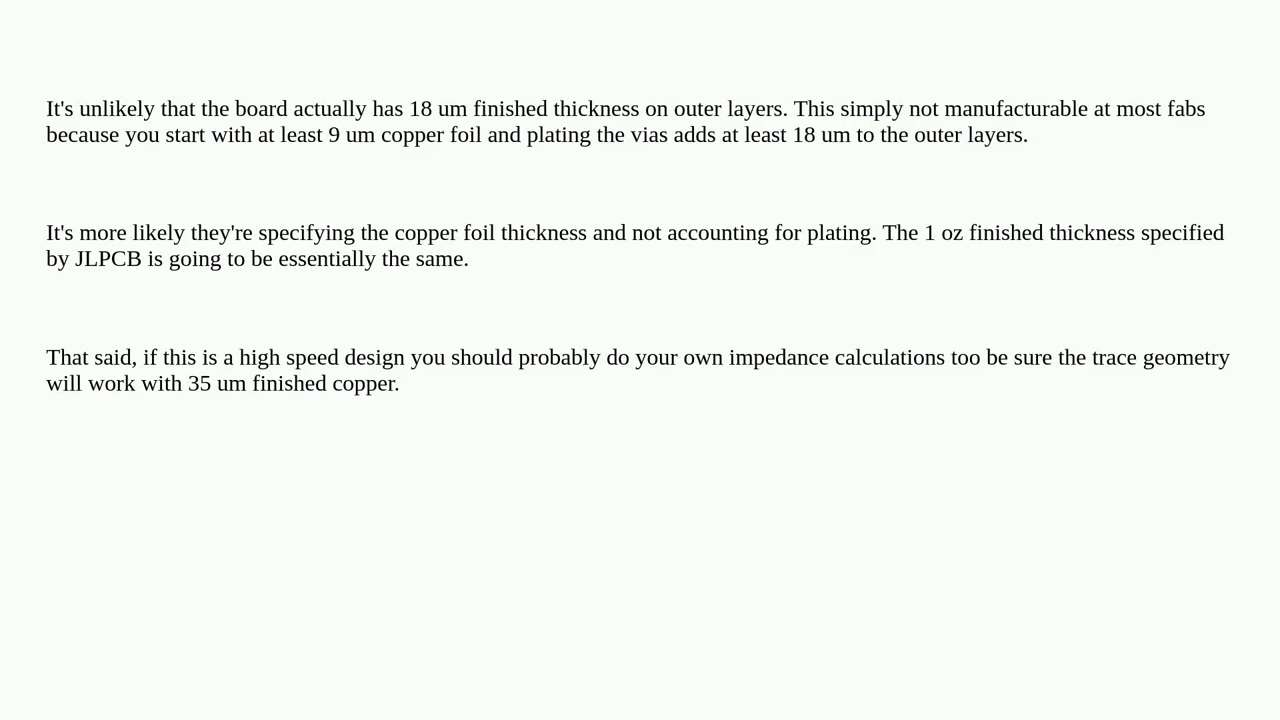 It's unlikely that the board actually has 18 um finished thickness on outer layers. This simply not manufacturable at most fabs
because you start with at least 9 um copper foil and plating the vias adds at least 18 um to the outer layers.
It's more likely they're specifying the copper foil thickness and not accounting for plating. The 1 oz finished thickness specified
by JLPCB is going to be essentially the same.
That said, if this is a high speed design you should probably do your own impedance calculations too be sure the trace geometry
will work with 35 um finished copper.